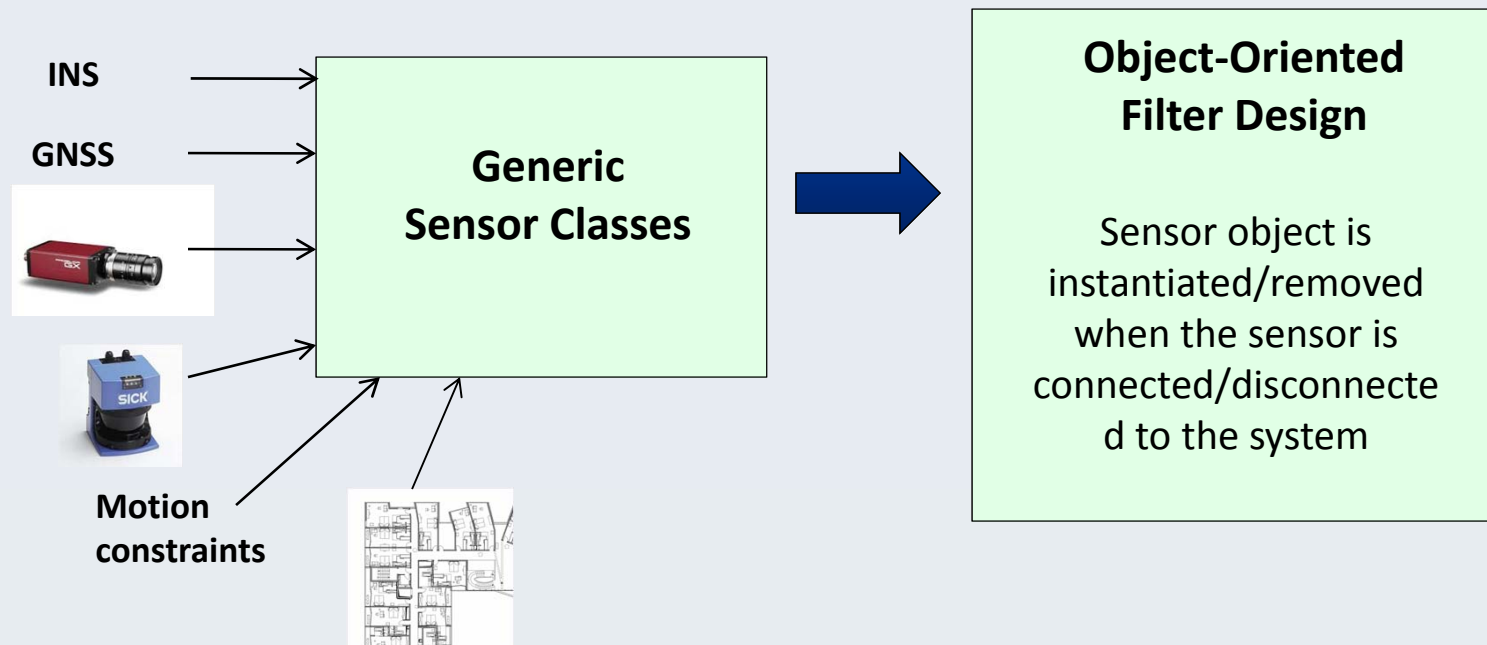 INS
GNSS
GX
SICK
Motion
constraints
Generic
Sensor Classes
Object-Oriented
Filter Design
Sensor object is
instantiated/removed
when the sensor is
connected/disconnecte
d to the system